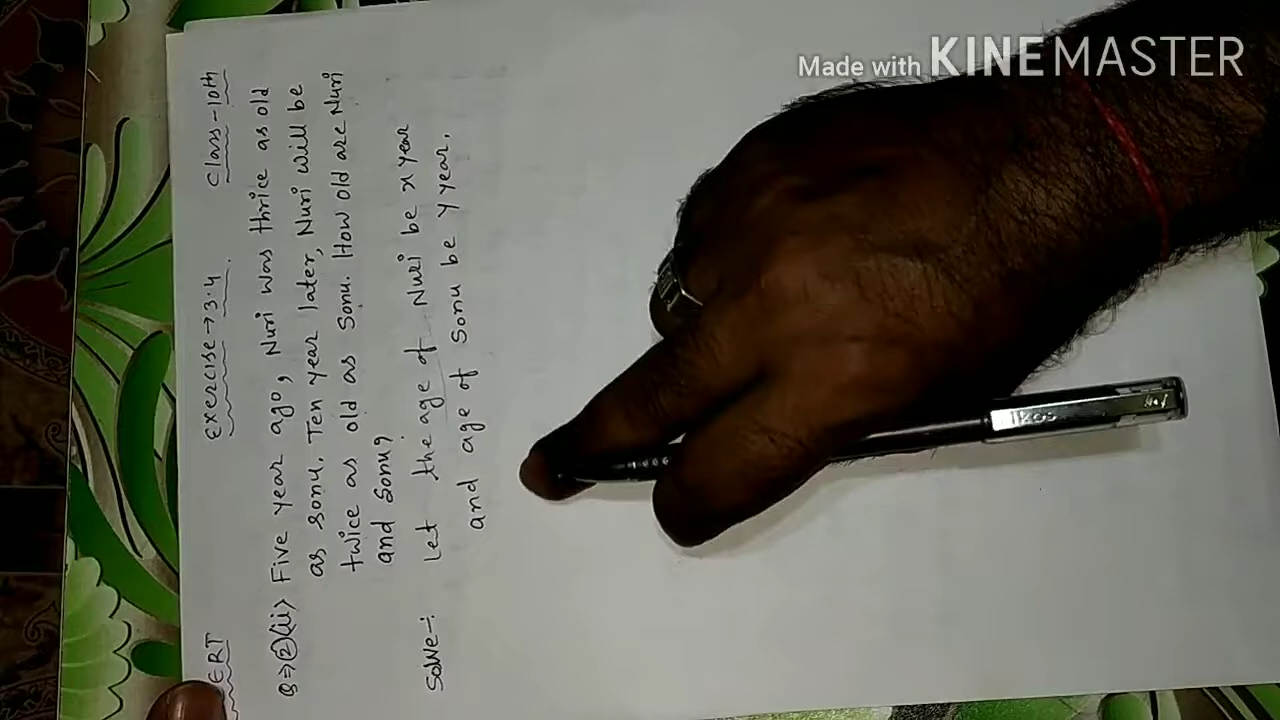 Made with KINEMASTER
ERT Exercise→3.4. Class-10th
Q⇒②(ii)> Five year ago, Nuri was thrice as old
as sonu. Ten year later, Nuri will be
twice as old as Sonu. How old are Nuri
and Sonu?
Solve-: Let the age of Nuri be x year
and age of Sonu be y year.